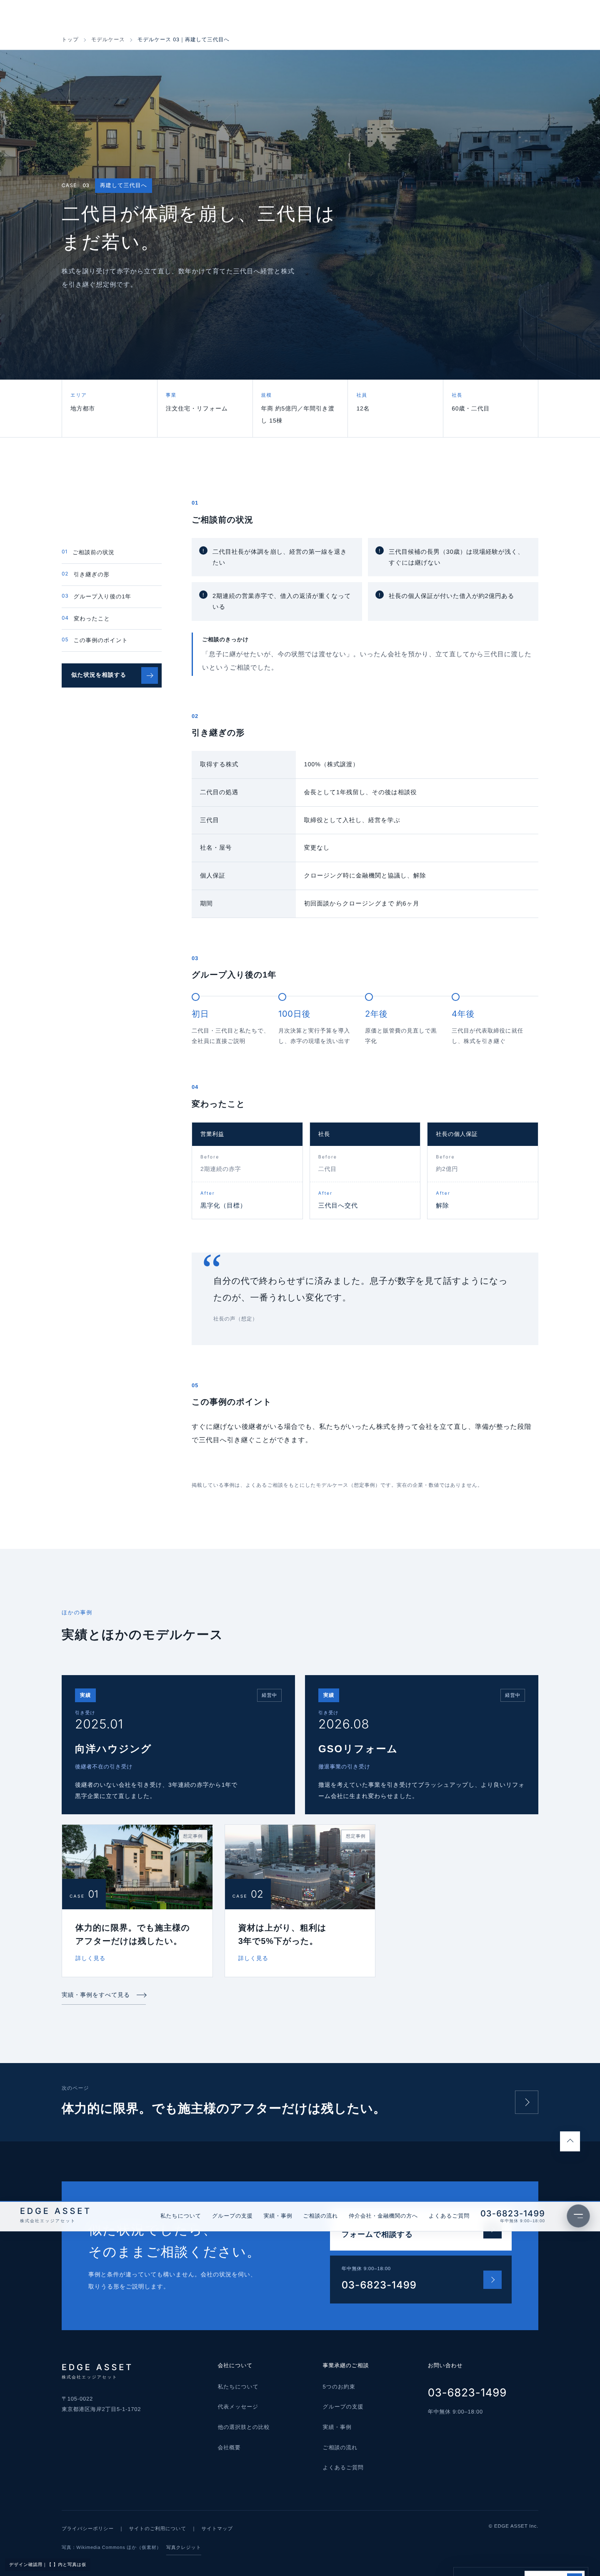 トップ
モデルケース
モデルケース 03｜再建して三代目へ
CASE 03
再建して三代目へ
二代目が体調を崩し、三代目は
まだ若い。
株式を譲り受けて赤字から立て直し、数年かけて育てた三代目へ経営と株式
を引き継ぐ想定例です。
エリア
地方都市
事業
注文住宅・リフォーム
規模
年商 約5億円／年間引き渡
し 15棟
社員
12名
社長
60歳・二代目
01 ご相談前の状況
02 引き継ぎの形
03 グループ入り後の1年
04 変わったこと
05 この事例のポイント
似た状況を相談する
01
ご相談前の状況
二代目社長が体調を崩し、経営の第一線を退き
たい
三代目候補の長男（30歳）は現場経験が浅く、
すぐには継げない
2期連続の営業赤字で、借入の返済が重くなって
いる
社長の個人保証が付いた借入が約2億円ある
ご相談のきっかけ
「息子に継がせたいが、今の状態では渡せない」。いったん会社を預かり、立て直してから三代目に渡した
いというご相談でした。
02
引き継ぎの形
取得する株式
100%（株式譲渡）
二代目の処遇
会長として1年残留し、その後は相談役
三代目
取締役として入社し、経営を学ぶ
社名・屋号
変更なし
個人保証
クロージング時に金融機関と協議し、解除
期間
初回面談からクロージングまで 約6ヶ月
03
グループ入り後の1年
初日
二代目・三代目と私たちで、
全社員に直接ご説明
100日後
月次決算と実行予算を導入
し、赤字の現場を洗い出す
2年後
原価と販管費の見直しで黒
字化
4年後
三代目が代表取締役に就任
し、株式を引き継ぐ
04
変わったこと
営業利益
Before
2期連続の赤字
After
黒字化（目標）
社長
Before
二代目
After
三代目へ交代
社長の個人保証
Before
約2億円
After
解除
“
自分の代で終わらせずに済みました。息子が数字を見て話すようになっ
たのが、一番うれしい変化です。
社長の声（想定）
05
この事例のポイント
すぐに継げない後継者がいる場合でも、私たちがいったん株式を持って会社を立て直し、準備が整った段階
で三代目へ引き継ぐことができます。
掲載している事例は、よくあるご相談をもとにしたモデルケース（想定事例）です。実在の企業・数値ではありません。
ほかの事例
実績とほかのモデルケース
実績
経営中
引き受け
2025.01
向洋ハウジング
後継者不在の引き受け
後継者のいない会社を引き受け、3年連続の赤字から1年で
黒字企業に立て直しました。
実績
経営中
引き受け
2026.08
GSOリフォーム
撤退事業の引き受け
撤退を考えていた事業を引き受けてブラッシュアップし、より良いリフォ
ーム会社に生まれ変わらせました。
想定事例
CASE 01
体力的に限界。でも施主様の
アフターだけは残したい。
詳しく見る
想定事例
CASE 02
資材は上がり、粗利は
3年で5%下がった。
詳しく見る
実績・事例をすべて見る
次のページ
体力的に限界。でも施主様のアフターだけは残したい。
EDGE ASSET
株式会社エッジアセット
私たちについて
グループの支援
実績・事例
ご相談の流れ
仲介会社・金融機関の方へ
よくあるご質問
03-6823-1499
年中無休 9:00–18:00
似た状況でしたら、
そのままご相談ください。
事例と条件が違っていても構いません。会社の状況を伺い、
取りうる形をご説明します。
フォームで相談する
年中無休 9:00–18:00
03-6823-1499
EDGE ASSET
株式会社エッジアセット
〒105-0022
東京都港区海岸2丁目5-1-1702
会社について
私たちについて
代表メッセージ
他の選択肢との比較
会社概要
事業承継のご相談
5つのお約束
グループの支援
実績・事例
ご相談の流れ
よくあるご質問
お問い合わせ
03-6823-1499
年中無休 9:00–18:00
プライバシーポリシー ｜ サイトのご利用について ｜ サイトマップ
© EDGE ASSET Inc.
写真：Wikimedia Commons ほか（仮素材） 写真クレジット
デザイン確認用｜【 】内と写真は仮